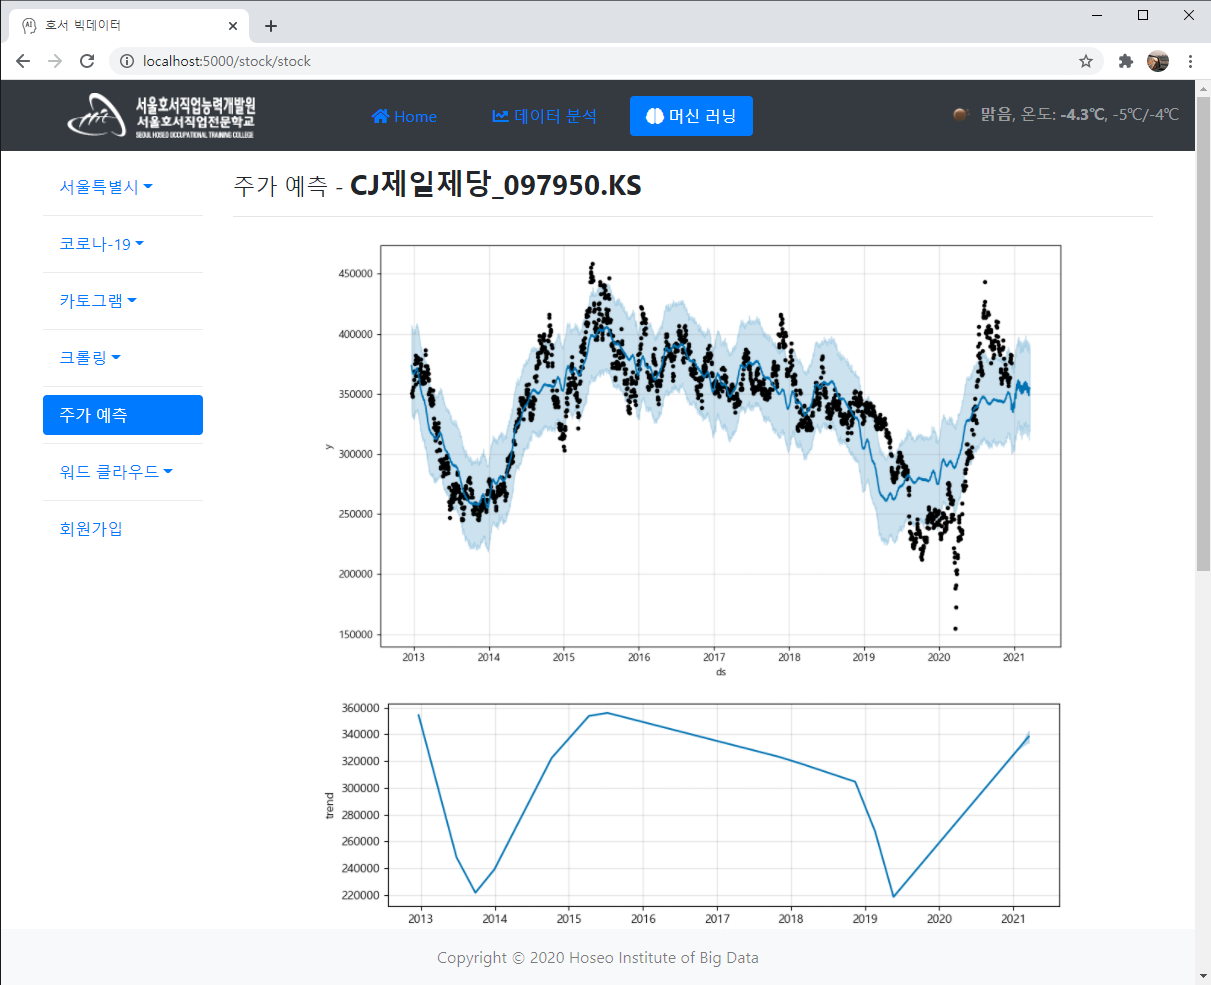 호서 빅데이터
localhost:5000/stock/stock
서울호서직업능력개발원
서울호서직업전문학교
SEOUL HOSEO OCCUPATIONAL TRAINING COLLEGE
Home
데이터 분석
머신 러닝
맑음, 온도: -4.3℃, -5℃/-4℃
서울특별시
코로나-19
카토그램
크롤링
주가 예측
워드 클라우드
회원가입
주가 예측 - CJ제일제당_097950.KS
450000
400000
350000
300000
250000
200000
150000
y
2013 2014 2015 2016 2017 2018 2019 2020 2021
ds
360000
340000
320000
300000
280000
260000
240000
220000
trend
2013 2014 2015 2016 2017 2018 2019 2020 2021
Copyright © 2020 Hoseo Institute of Big Data